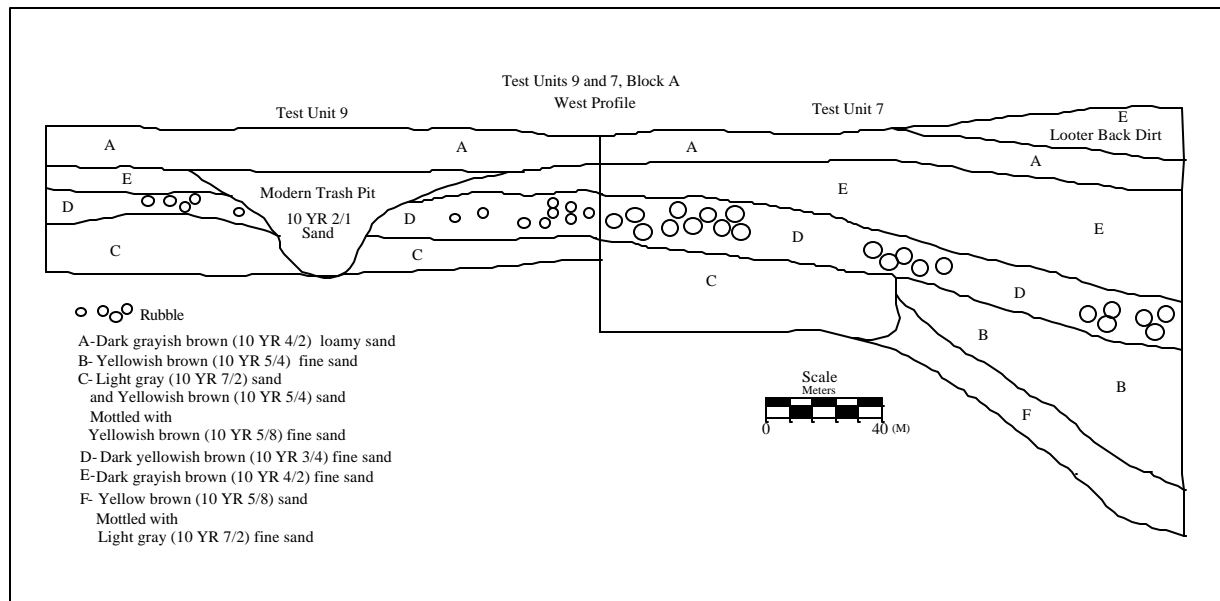 Test Units 9 and 7, Block A
West Profile
Test Unit 9
Test Unit 7
E
Looter Back Dirt
A
A
A
A
E
E
E
Modern Trash Pit
10 YR 2/1
Sand
D
D
D
D
C
C
C
B
B
F
Rubble
A-Dark grayish brown (10 YR 4/2) loamy sand
B- Yellowish brown (10 YR 5/4) fine sand
C- Light gray (10 YR 7/2) sand
and Yellowish brown (10 YR 5/4) sand
Mottled with
Yellowish brown (10 YR 5/8) fine sand
D- Dark yellowish brown (10 YR 3/4) fine sand
E-Dark grayish brown (10 YR 4/2) fine sand
F- Yellow brown (10 YR 5/8) sand
Mottled with
Light gray (10 YR 7/2) fine sand
Scale
Meters
0 40 (M)